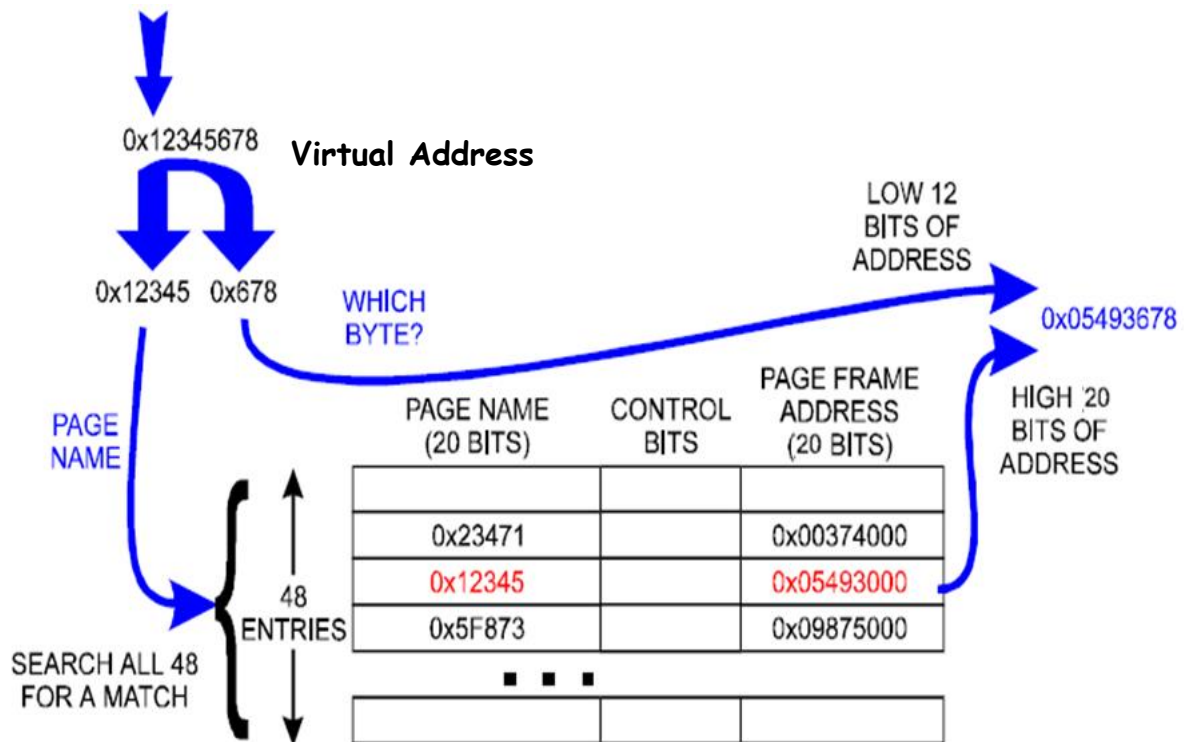 0x12345678
Virtual Address
LOW 12
BITS OF
ADDRESS
0x12345 0x678
WHICH
BYTE?
0x05493678
PAGE
NAME
PAGE NAME
(20 BITS)
CONTROL
BITS
PAGE FRAME
ADDRESS
(20 BITS)
HIGH 20
BITS OF
ADDRESS
0x23471 0x00374000
0x12345 0x05493000
0x5F873 0x09875000
48
ENTRIES
SEARCH ALL 48
FOR A MATCH
. . .